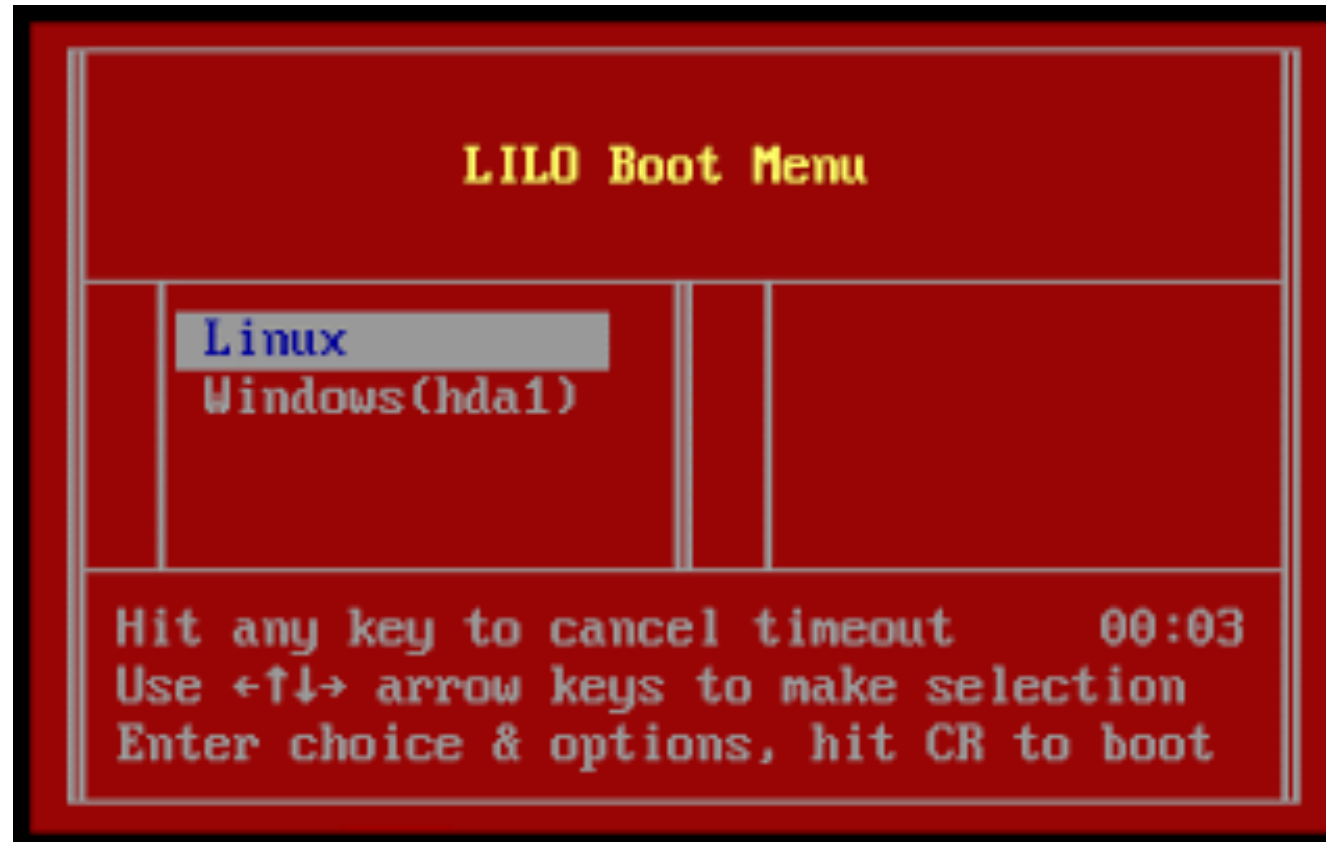 LILO Boot Menu
Linux
Windows(hda1)
Hit any key to cancel timeout 00:03
Use ←↑↓→ arrow keys to make selection
Enter choice & options, hit CR to boot